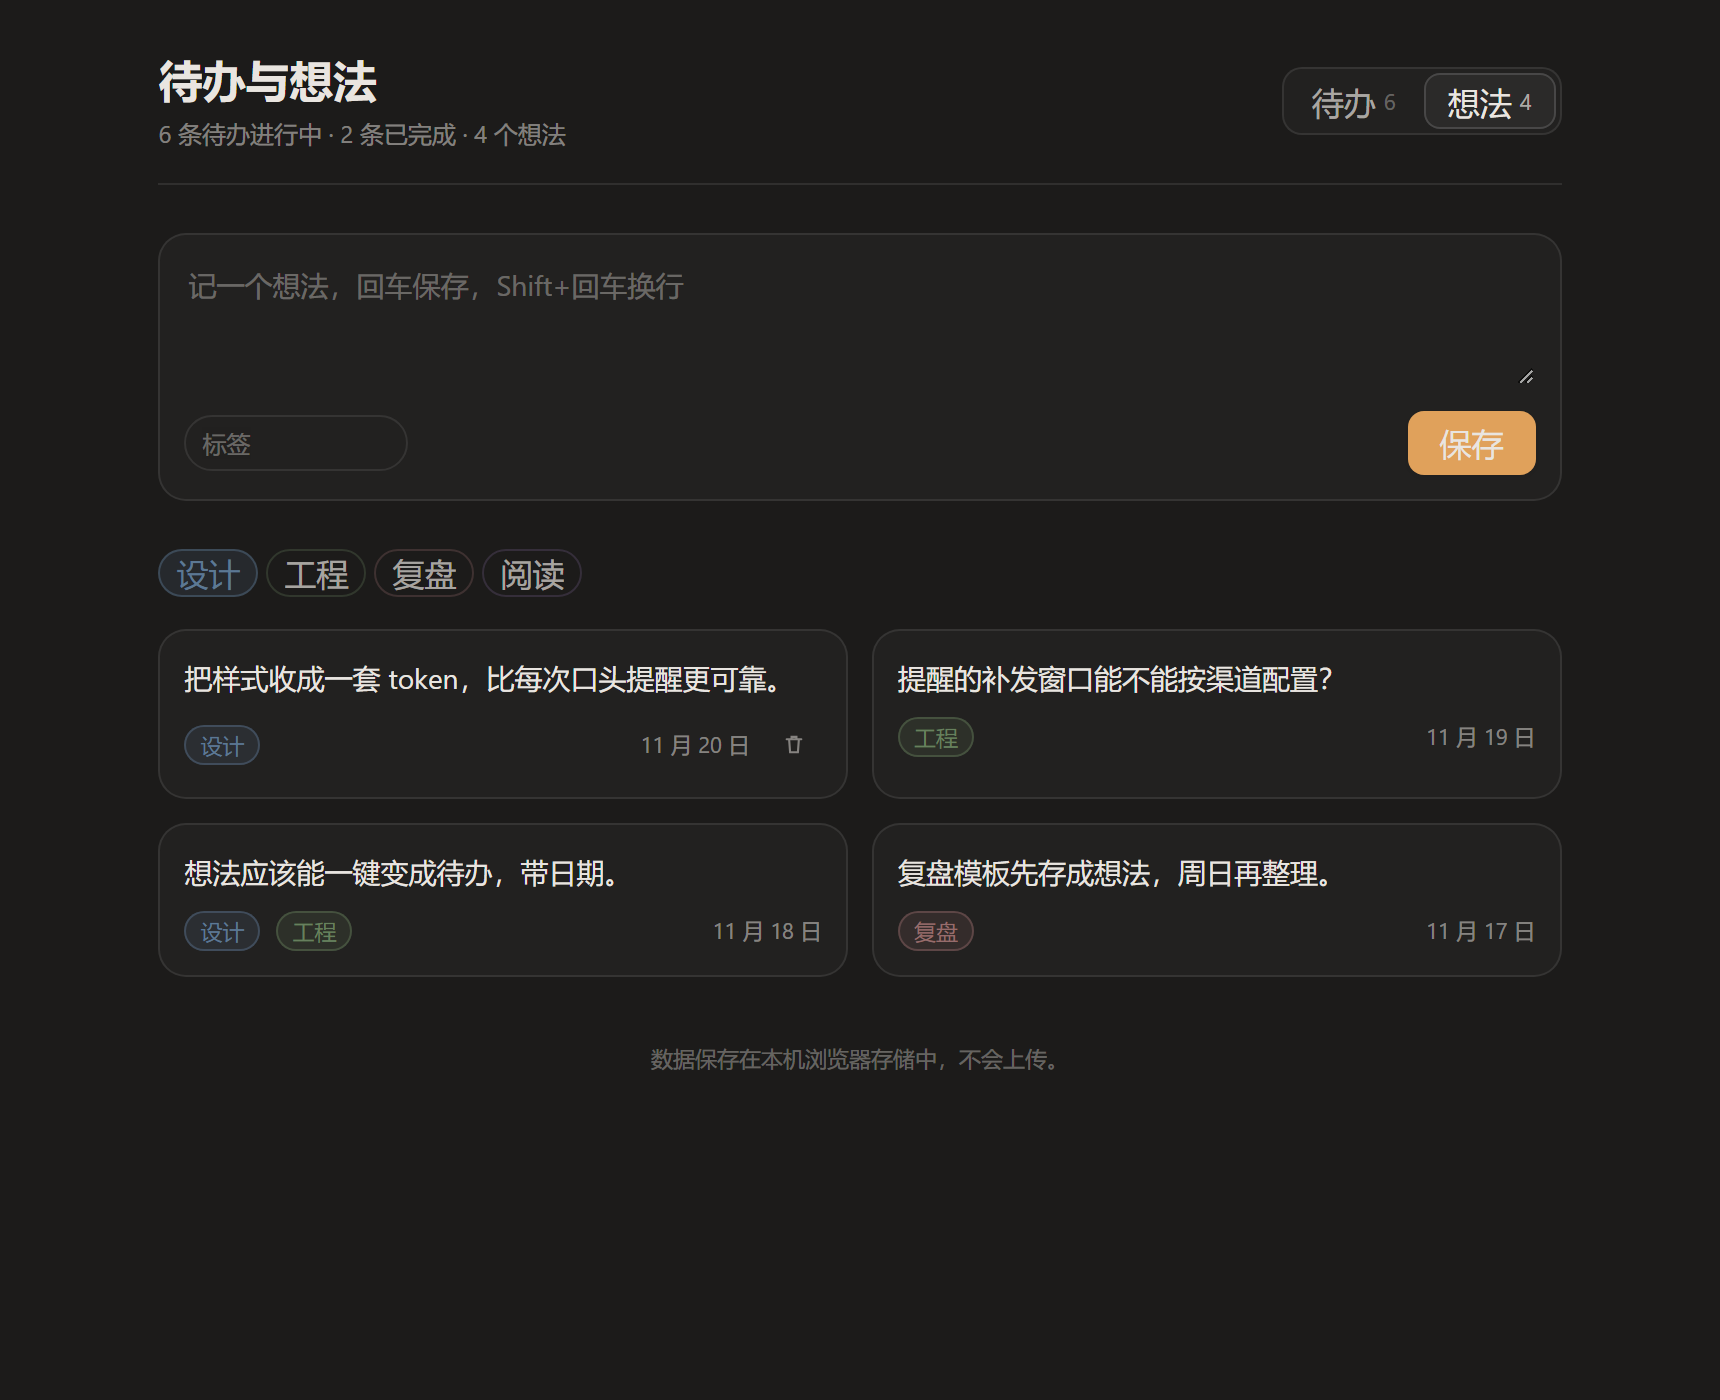 待办与想法
6 条待办进行中 · 2 条已完成 · 4 个想法
待办 6
想法 4
记一个想法，回车保存，Shift+回车换行
标签
保存
设计
工程
复盘
阅读
把样式收成一套 token，比每次口头提醒更可靠。
设计
11 月 20 日
提醒的补发窗口能不能按渠道配置？
工程
11 月 19 日
想法应该能一键变成待办，带日期。
设计
工程
11 月 18 日
复盘模板先存成想法，周日再整理。
复盘
11 月 17 日
数据保存在本机浏览器存储中，不会上传。